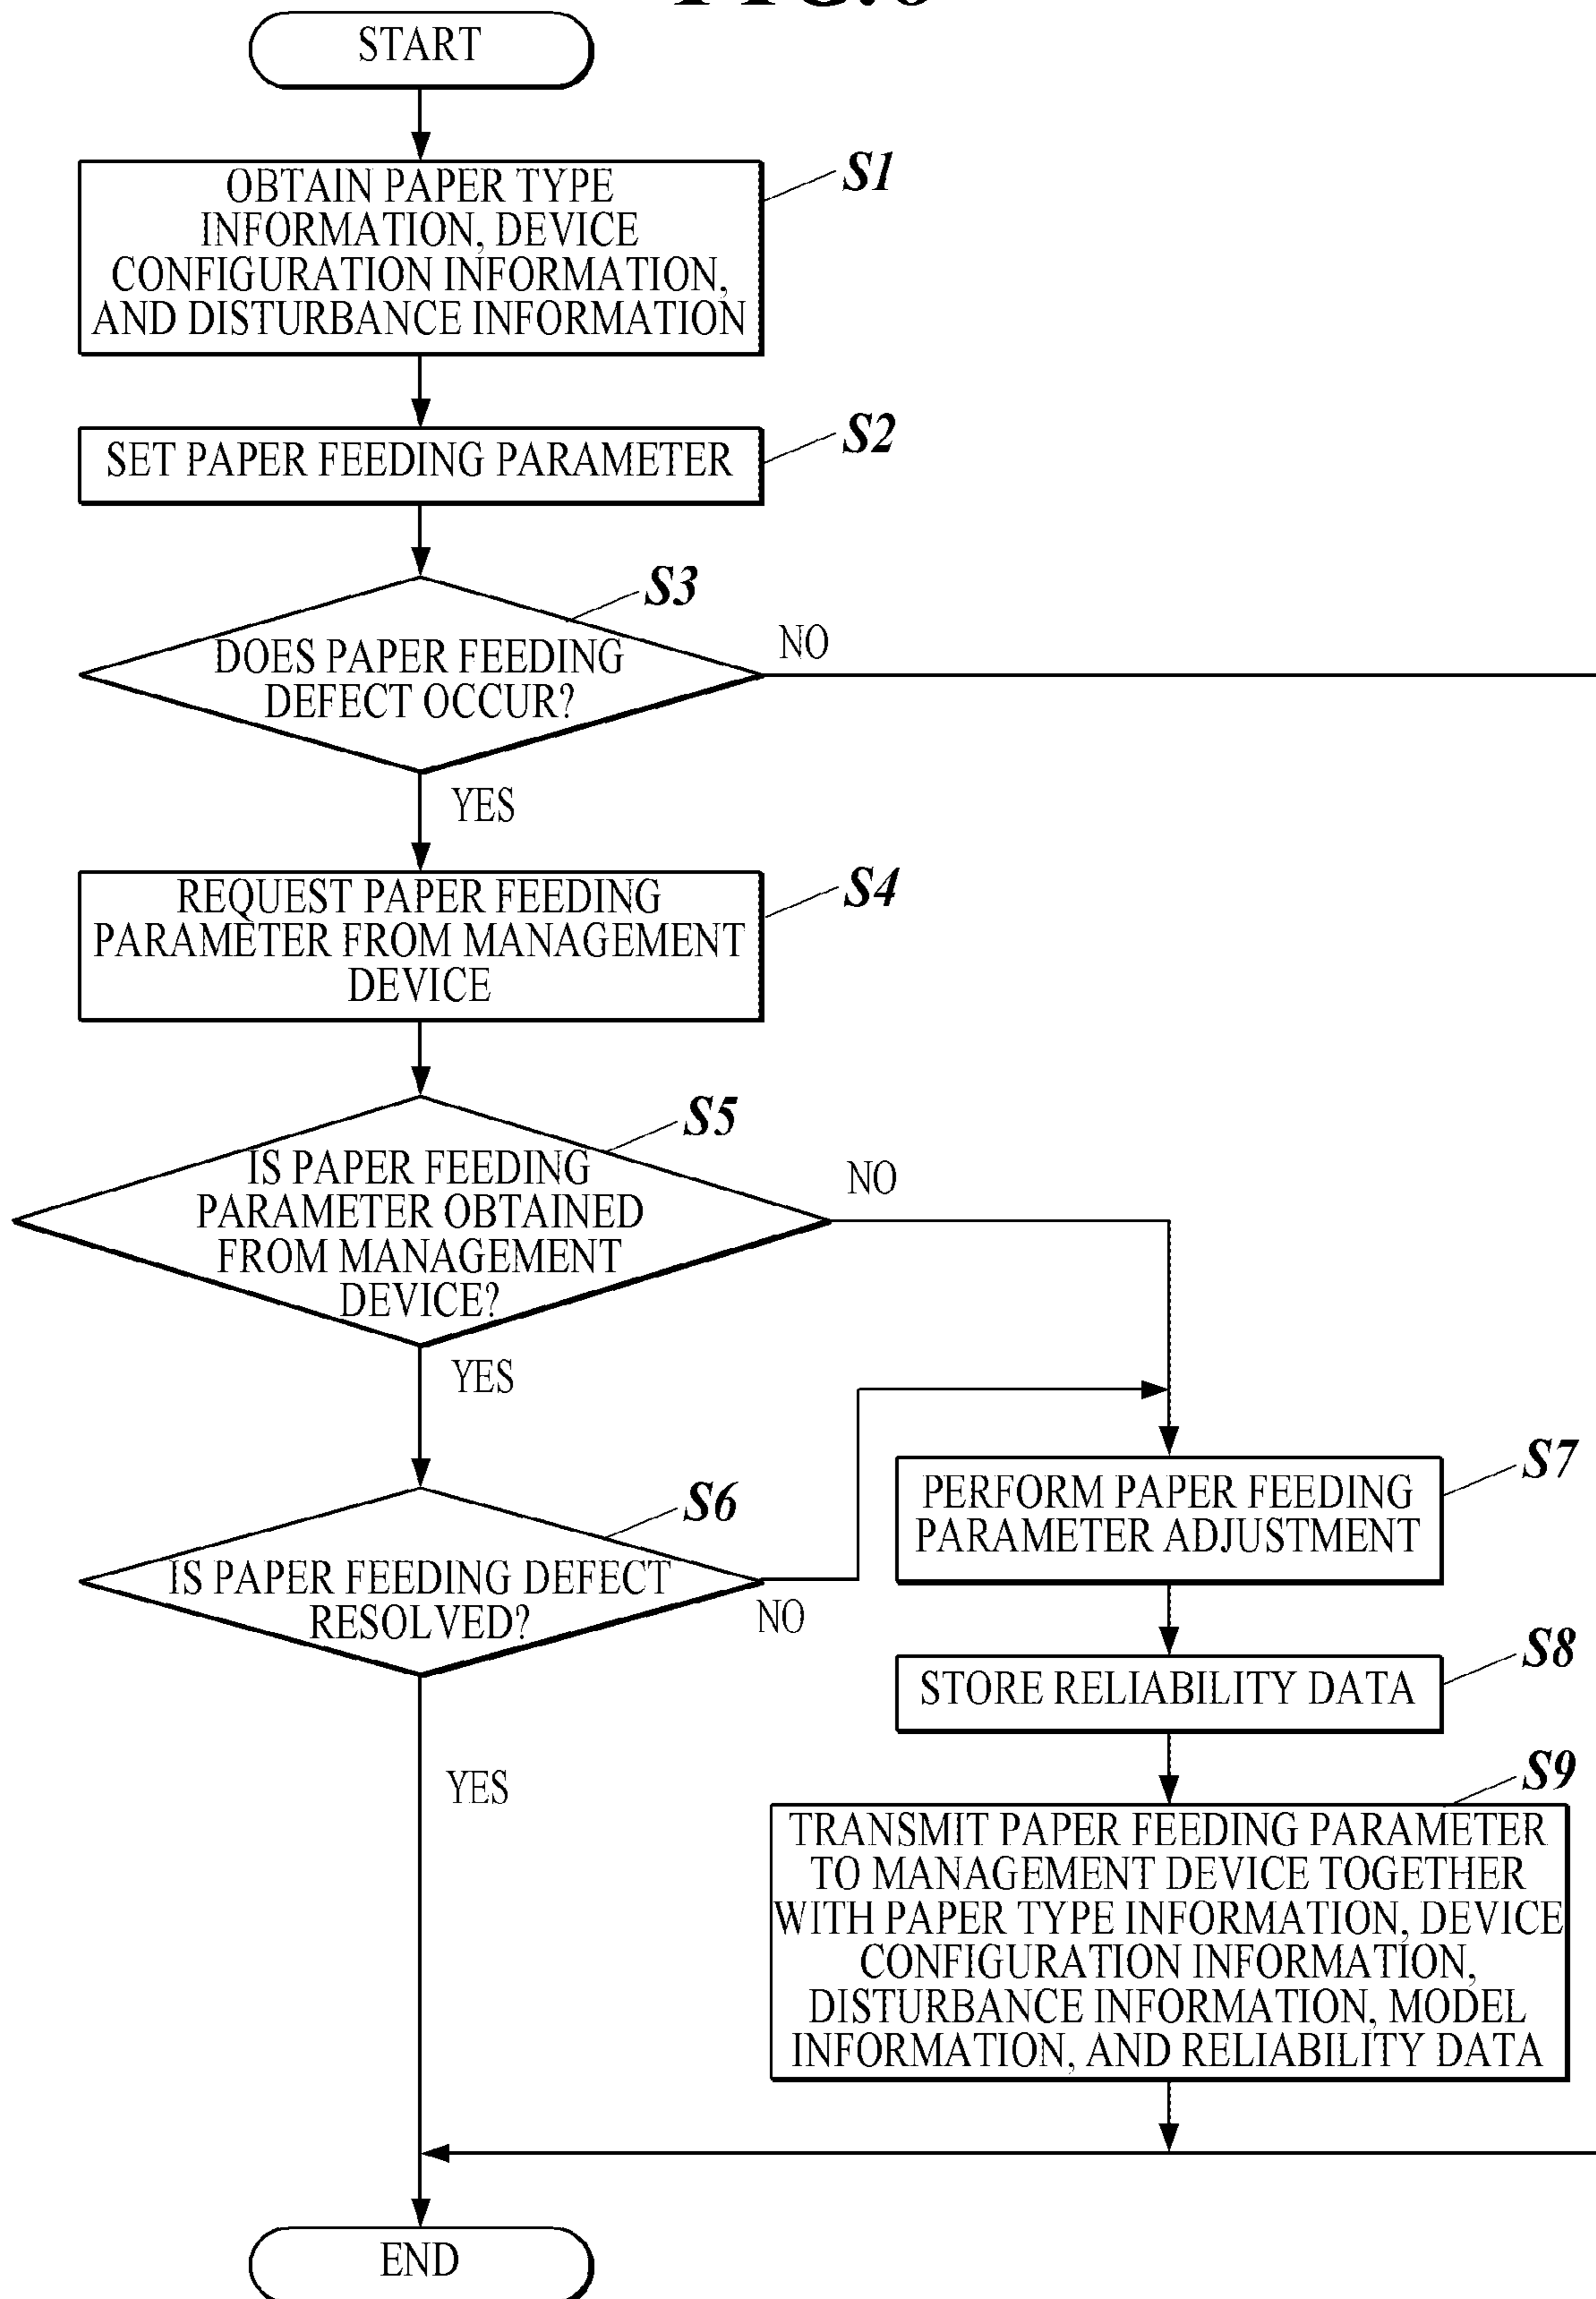 START
S1
OBTAIN PAPER TYPE
INFORMATION, DEVICE
CONFIGURATION INFORMATION,
AND DISTURBANCE INFORMATION
S2
SET PAPER FEEDING PARAMETER
S3
DOES PAPER FEEDING
DEFECT OCCUR?
NO
YES
S4
REQUEST PAPER FEEDING
PARAMETER FROM MANAGEMENT
DEVICE
S5
IS PAPER FEEDING
PARAMETER OBTAINED
FROM MANAGEMENT
DEVICE?
NO
YES
S6
IS PAPER FEEDING DEFECT
RESOLVED?
NO
YES
S7
PERFORM PAPER FEEDING
PARAMETER ADJUSTMENT
S8
STORE RELIABILITY DATA
S9
TRANSMIT PAPER FEEDING PARAMETER
TO MANAGEMENT DEVICE TOGETHER
WITH PAPER TYPE INFORMATION, DEVICE
CONFIGURATION INFORMATION,
DISTURBANCE INFORMATION, MODEL
INFORMATION, AND RELIABILITY DATA
END